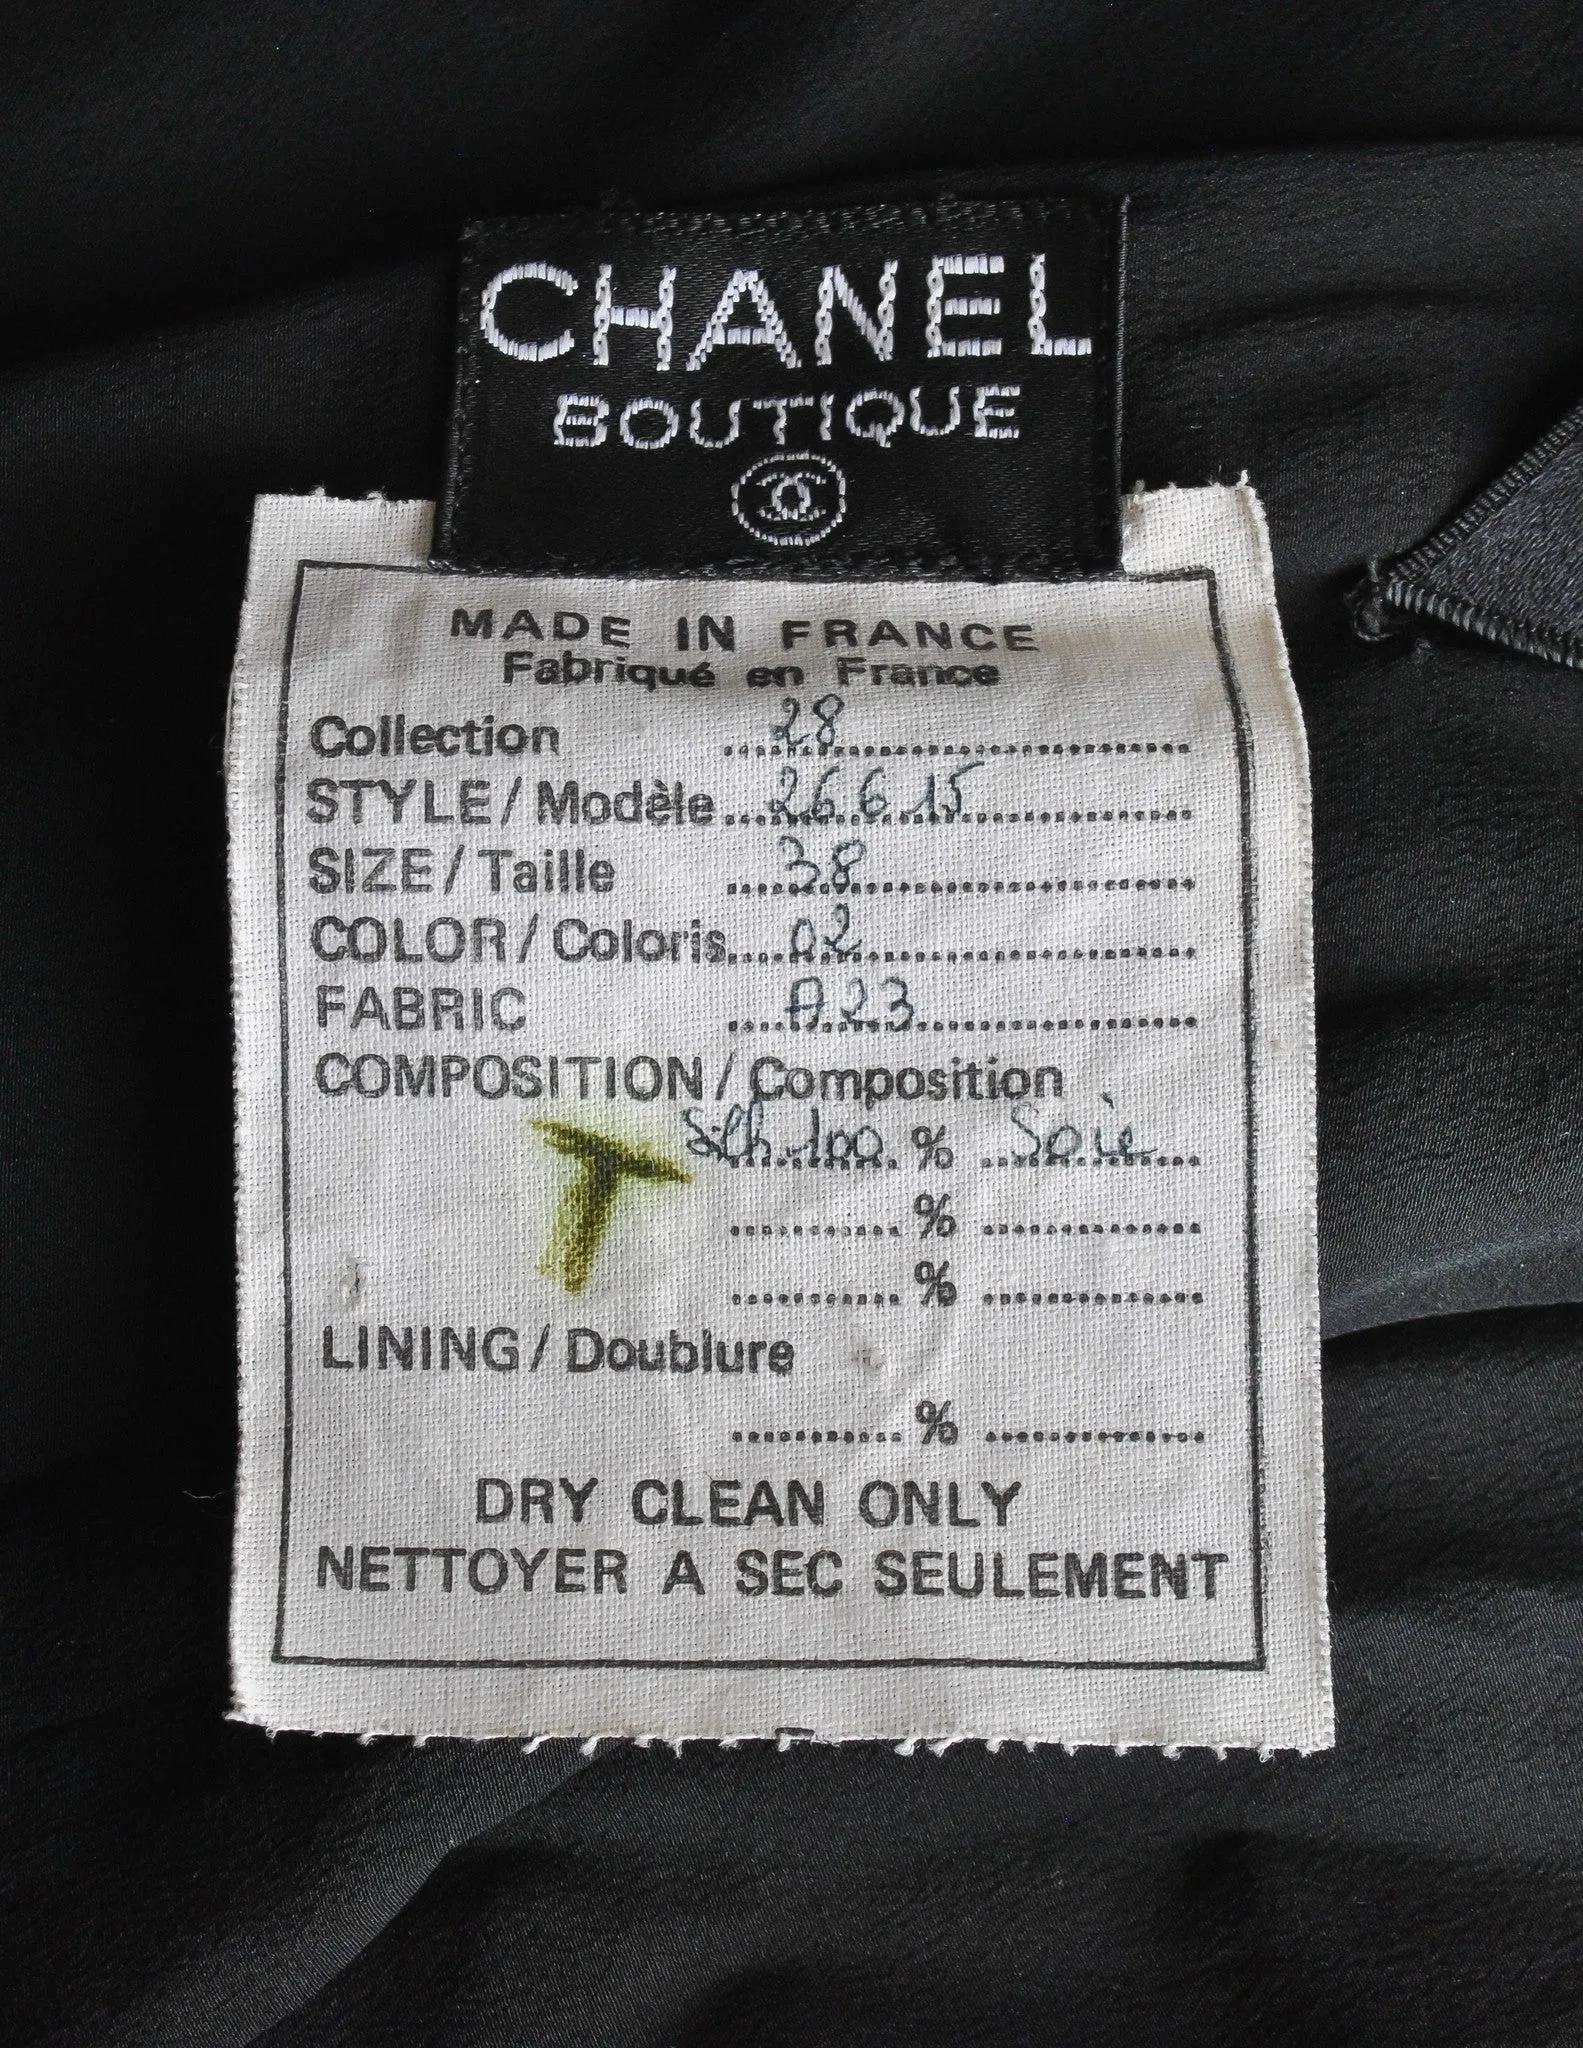 CHANEL
BOUTIQUE
MADE IN FRANCE
Fabriqué en France
Collection ............ 28 ............
STYLE / Modèle ... 26615 ............
SIZE / Taille ... 38 ............
COLOR / Coloris ... 02 ............
FABRIC ... A23 ............
COMPOSITION / Composition
T Silk 100 % Soie
............ % ............
............ % ............
LINING / Doublure
............ % ............
DRY CLEAN ONLY
NETTOYER A SEC SEULEMENT